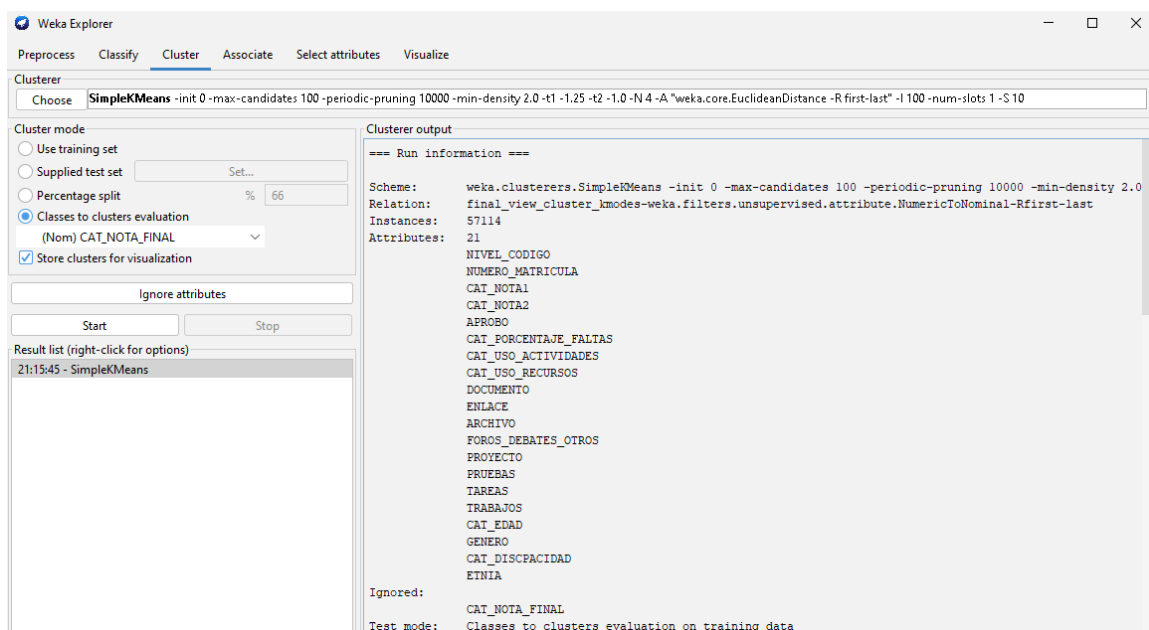 Weka Explorer
Preprocess Classify Cluster Associate Select attributes Visualize
Clusterer
Choose SimpleKMeans -init 0 -max-candidates 100 -periodic-pruning 10000 -min-density 2.0 -t1 -1.25 -t2 -1.0 -N 4 -A "weka.core.EuclideanDistance -R first-last" -I 100 -num-slots 1 -S 10
Cluster mode
Use training set
Supplied test set Set...
Percentage split % 66
Classes to clusters evaluation
(Nom) CAT_NOTA_FINAL
Store clusters for visualization
Ignore attributes
Start Stop
Result list (right-click for options)
21:15:45 - SimpleKMeans
Clusterer output
=== Run information ===
Scheme: weka.clusterers.SimpleKMeans -init 0 -max-candidates 100 -periodic-pruning 10000 -min-density 2.0
Relation: final_view_cluster_kmodes-weka.filters.unsupervised.attribute.NumericToNominal-Rfirst-last
Instances: 57114
Attributes: 21
NIVEL_CODIGO
NUMERO_MATRICULA
CAT_NOTA1
CAT_NOTA2
APROBO
CAT_PORCENTAJE_FALTAS
CAT_USO_ACTIVIDADES
CAT_USO_RECURSOS
DOCUMENTO
ENLACE
ARCHIVO
FOROS_DEBATES_OTROS
PROYECTO
PRUEBAS
TAREAS
TRABAJOS
CAT_EDAD
GENERO
CAT_DISCPACIDAD
ETNIA
Ignored:
CAT_NOTA_FINAL
Test mode: Classes to clusters evaluation on training data